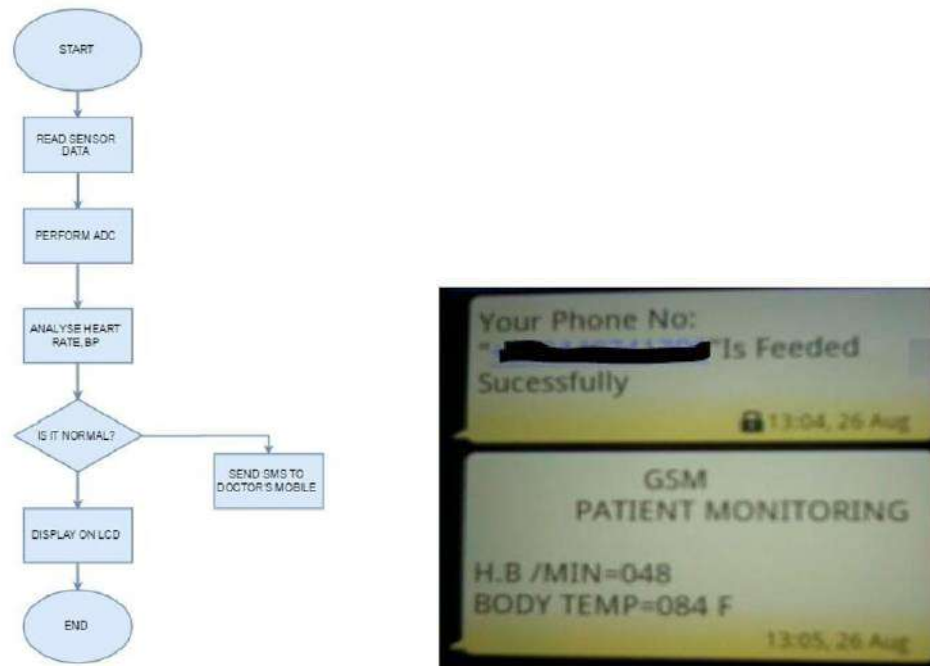 START
READ SENSOR
DATA
PERFORM ADC
ANALYSE HEART
RATE, BP
IS IT NORMAL?
SEND SMS TO
DOCTOR'S MOBILE
DISPLAY ON LCD
END
Your Phone No:
" "Is Feeded
Sucessfully
13:04, 26 Aug
GSM
PATIENT MONITORING
H.B /MIN=048
BODY TEMP=084 F
13:05, 26 Aug